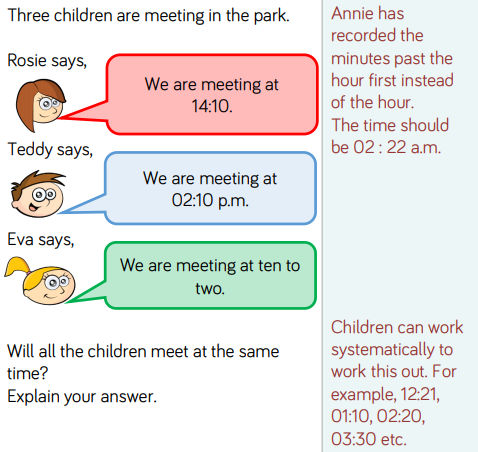 Three children are meeting in the park.
Rosie says,
We are meeting at
14:10.
Teddy says,
We are meeting at
02:10 p.m.
Eva says,
We are meeting at ten to
two.
Will all the children meet at the same
time?
Explain your answer.
Annie has
recorded the
minutes past the
hour first instead
of the hour.
The time should
be 02 : 22 a.m.
Children can work
systematically to
work this out. For
example, 12:21,
01:10, 02:20,
03:30 etc.